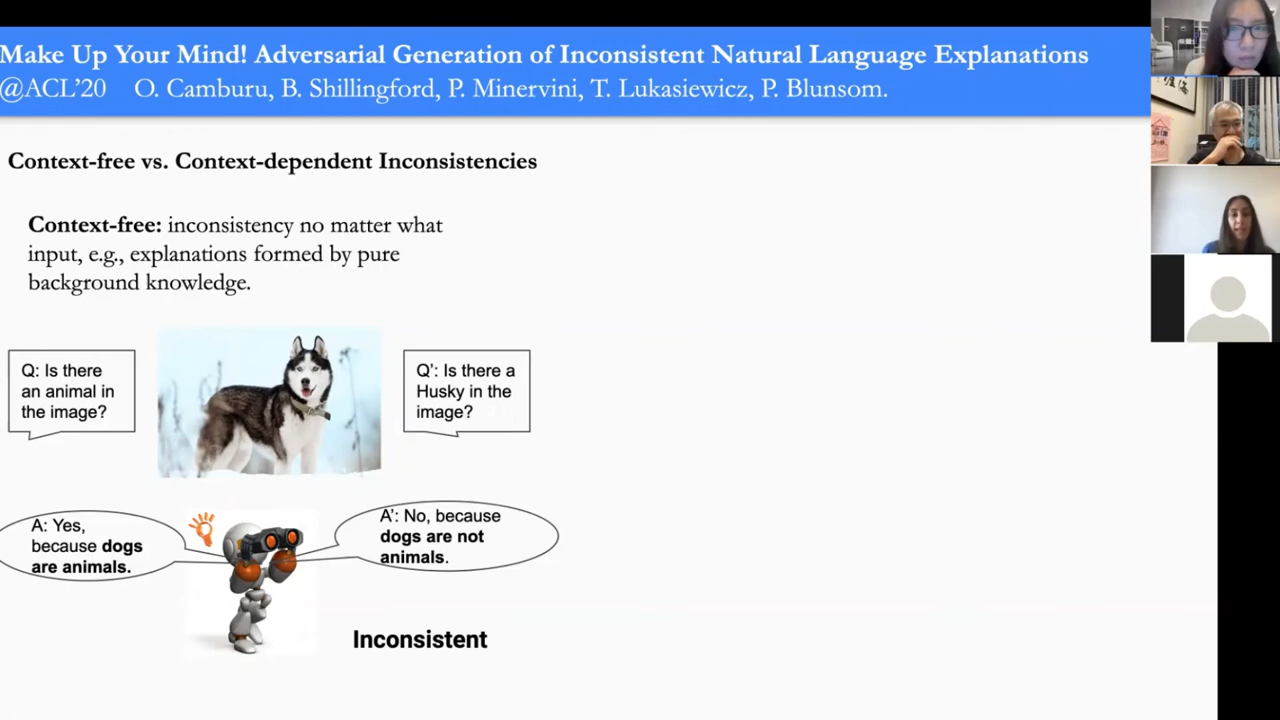 Make Up Your Mind! Adversarial Generation of Inconsistent Natural Language Explanations
@ACL'20 O. Camburu, B. Shillingford, P. Minervini, T. Lukasiewicz, P. Blunsom.
Context-free vs. Context-dependent Inconsistencies
Context-free: inconsistency no matter what
input, e.g., explanations formed by pure
background knowledge.
Q: Is there
an animal in
the image?
Q': Is there a
Husky in the
image?
A: Yes,
because dogs
are animals.
A': No, because
dogs are not
animals.
Inconsistent